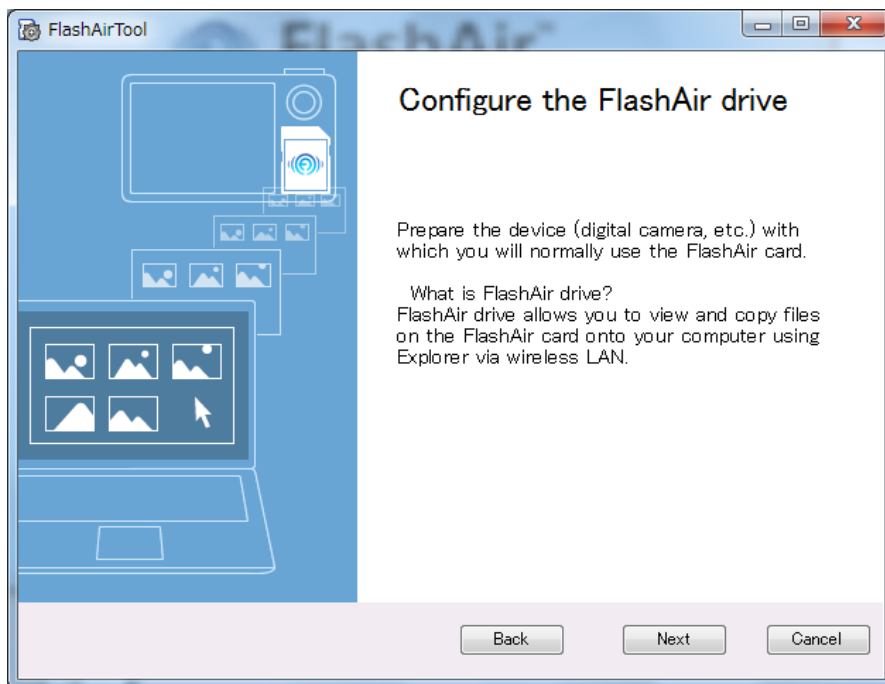 FlashAirTool
FlashAir™
Configure the FlashAir drive
Prepare the device (digital camera, etc.) with
which you will normally use the FlashAir card.
What is FlashAir drive?
FlashAir drive allows you to view and copy files
on the FlashAir card onto your computer using
Explorer via wireless LAN.
Back
Next
Cancel